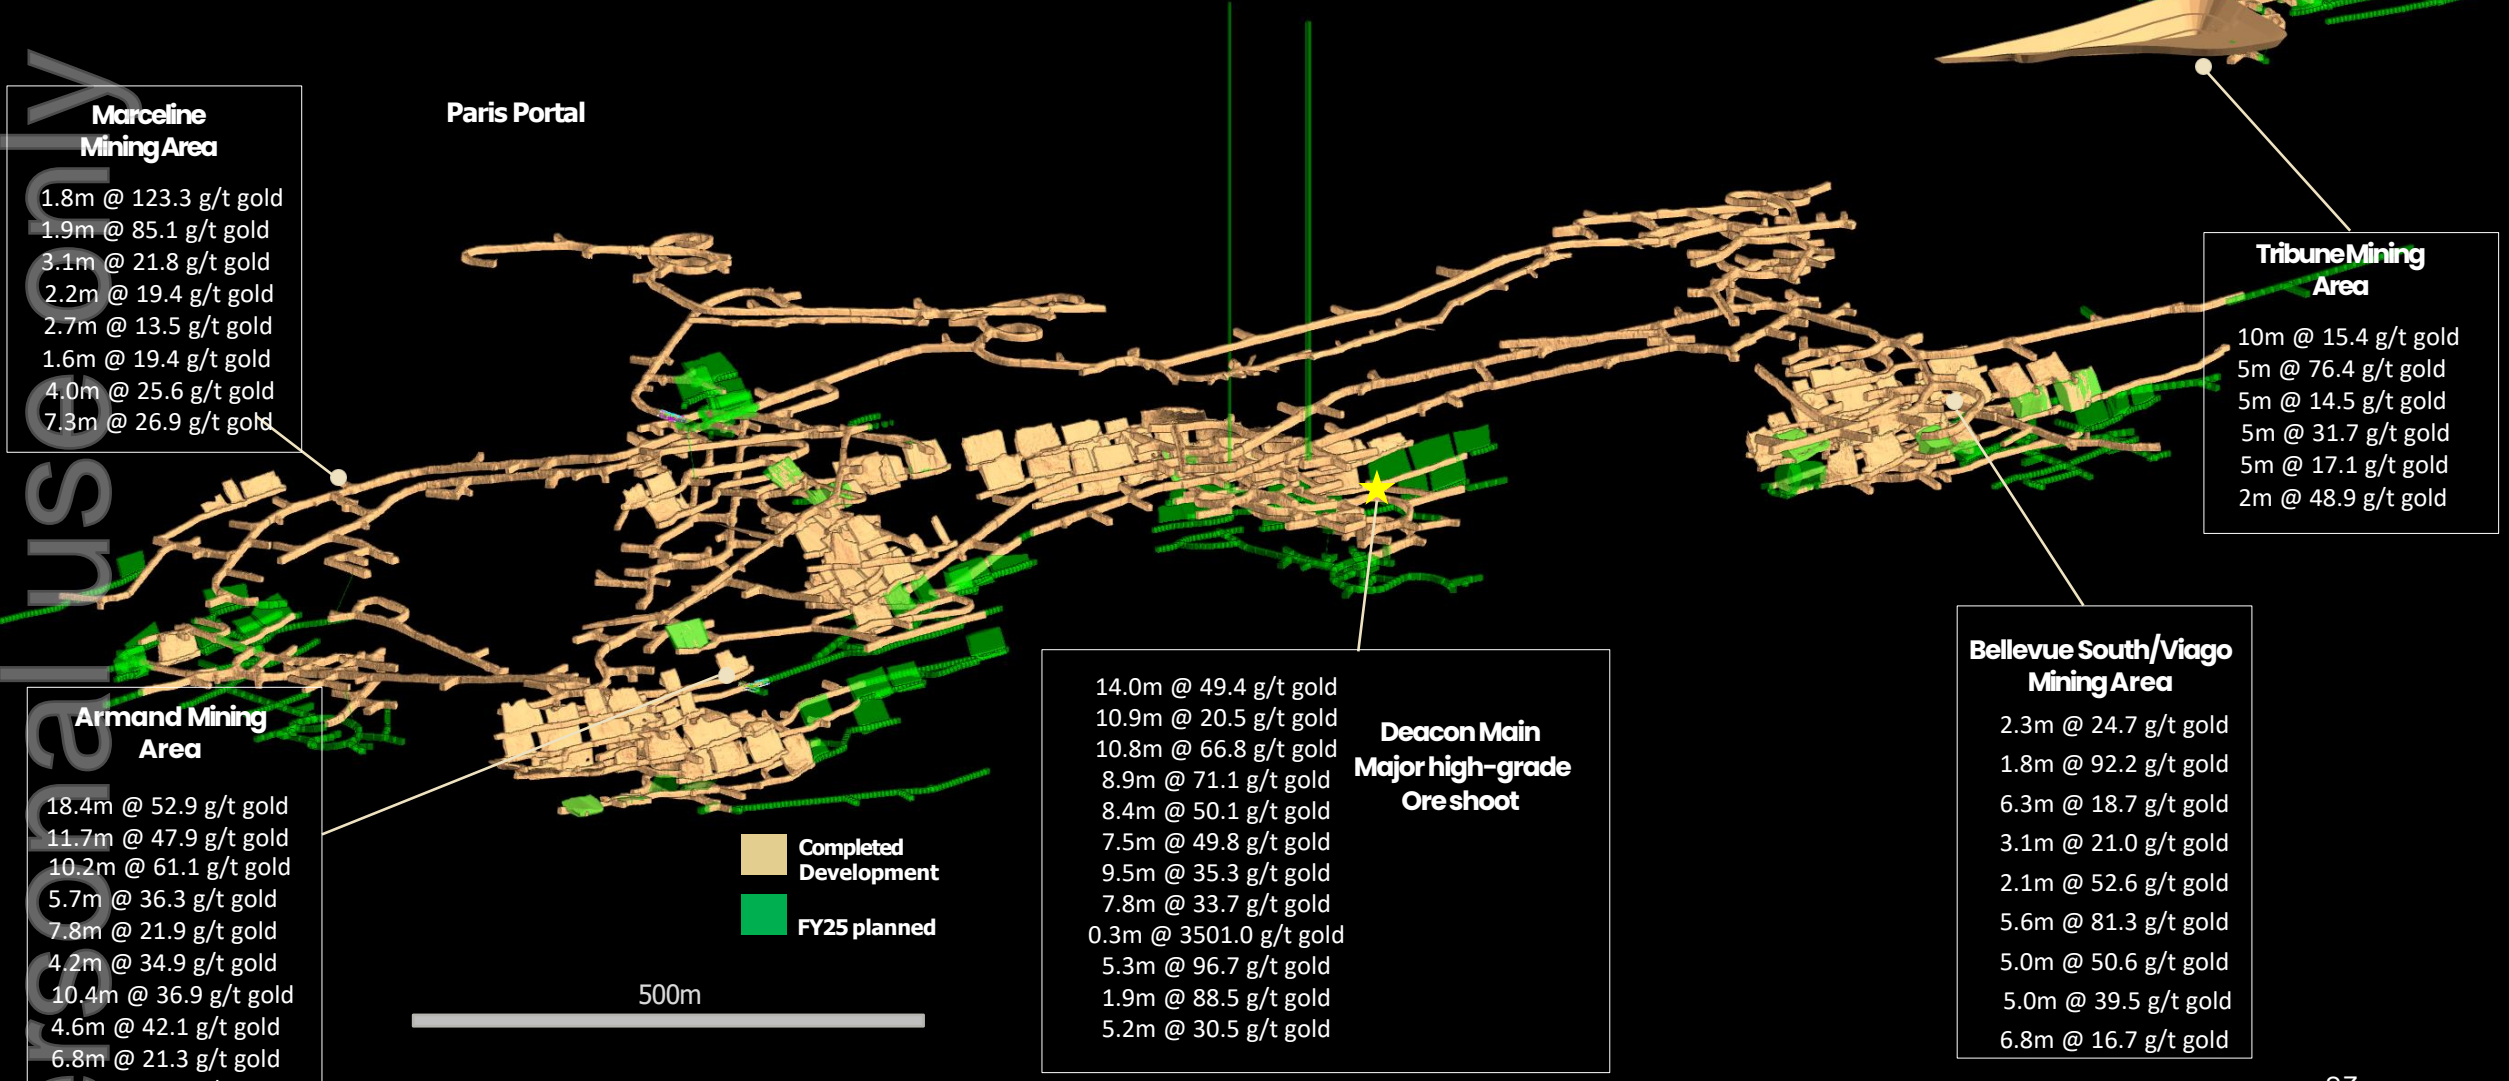 ersonal use only
Marceline
Mining Area
1.8m @ 123.3 g/t gold
1.9m @ 85.1 g/t gold
3.1m @ 21.8 g/t gold
2.2m @ 19.4 g/t gold
2.7m @ 13.5 g/t gold
1.6m @ 19.4 g/t gold
4.0m @ 25.6 g/t gold
7.3m @ 26.9 g/t gold
Paris Portal
Tribune Mining
Area
10m @ 15.4 g/t gold
5m @ 76.4 g/t gold
5m @ 14.5 g/t gold
5m @ 31.7 g/t gold
5m @ 17.1 g/t gold
2m @ 48.9 g/t gold
Armand Mining
Area
18.4m @ 52.9 g/t gold
11.7m @ 47.9 g/t gold
10.2m @ 61.1 g/t gold
5.7m @ 36.3 g/t gold
7.8m @ 21.9 g/t gold
4.2m @ 34.9 g/t gold
10.4m @ 36.9 g/t gold
4.6m @ 42.1 g/t gold
6.8m @ 21.3 g/t gold
Completed
Development
FY25 planned
500m
14.0m @ 49.4 g/t gold
10.9m @ 20.5 g/t gold
10.8m @ 66.8 g/t gold
8.9m @ 71.1 g/t gold
8.4m @ 50.1 g/t gold
7.5m @ 49.8 g/t gold
9.5m @ 35.3 g/t gold
7.8m @ 33.7 g/t gold
0.3m @ 3501.0 g/t gold
5.3m @ 96.7 g/t gold
1.9m @ 88.5 g/t gold
5.2m @ 30.5 g/t gold
Deacon Main
Major high-grade
Ore shoot
Bellevue South/Viago
Mining Area
2.3m @ 24.7 g/t gold
1.8m @ 92.2 g/t gold
6.3m @ 18.7 g/t gold
3.1m @ 21.0 g/t gold
2.1m @ 52.6 g/t gold
5.6m @ 81.3 g/t gold
5.0m @ 50.6 g/t gold
5.0m @ 39.5 g/t gold
6.8m @ 16.7 g/t gold